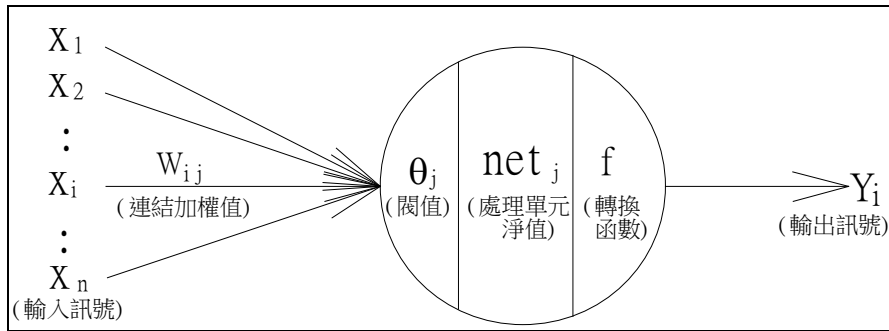 X₁
X₂
⋮
Xᵢ
⋮
Xₙ
(輸入訊號)
Wᵢⱼ
(連結加權值)
θⱼ
(閥值)
netⱼ
(處理單元
淨值)
f
(轉換
函數)
Yᵢ
(輸出訊號)